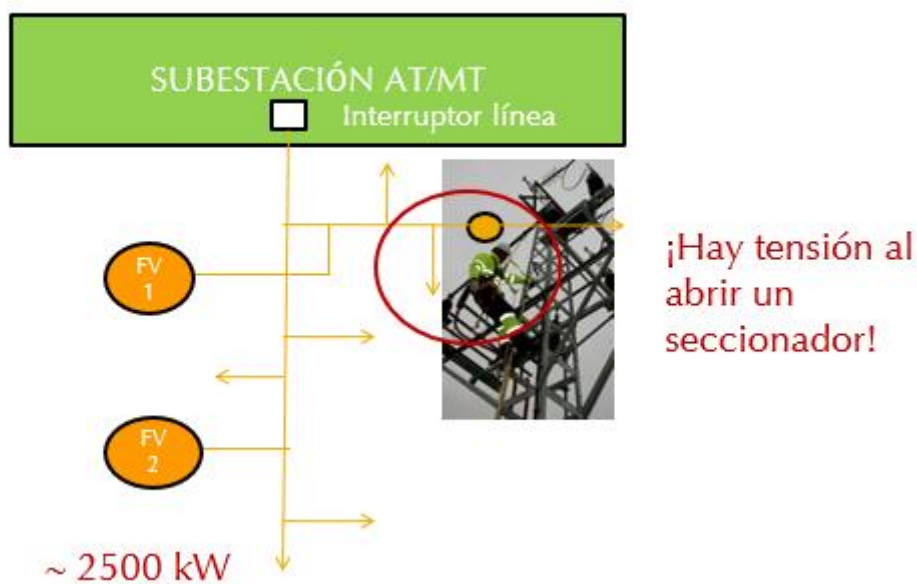 SUBESTACIÓN AT/MT
Interruptor línea
FV
1
¡Hay tensión al
abrir un
seccionador!
FV
2
~ 2500 kW